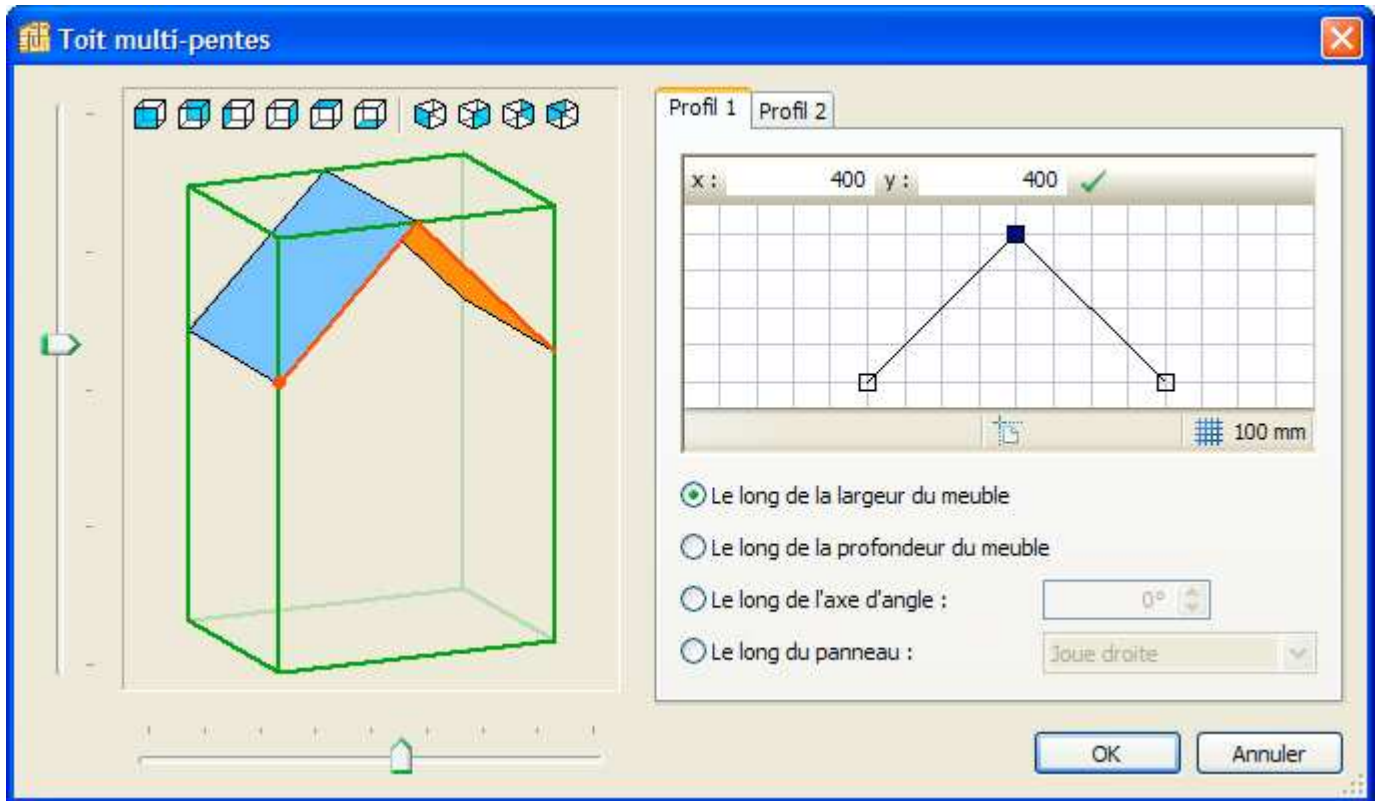 Toit multi-pentes
Profil 1 Profil 2
x : 400 y : 400
100 mm
Le long de la largeur du meuble
Le long de la profondeur du meuble
Le long de l'axe d'angle : 0°
Le long du panneau : Joue droite
OK Annuler